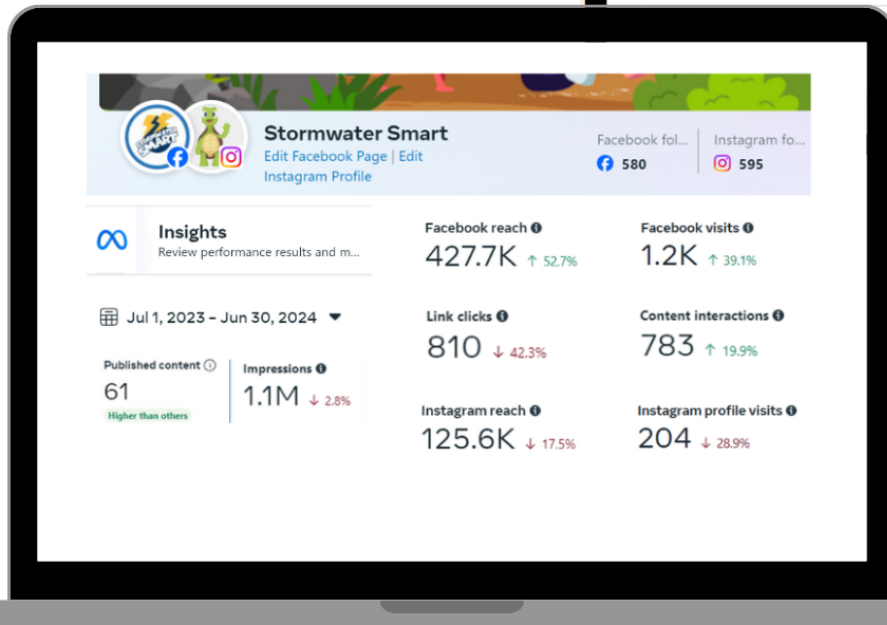 Stormwater Smart
Edit Facebook Page | Edit
Instagram Profile
Facebook fol...
580
Instagram fo...
595
Insights
Review performance results and m...
Jul 1, 2023 – Jun 30, 2024
Published content
61
Higher than others
Impressions
1.1M ↓ 2.8%
Facebook reach
427.7K ↑ 52.7%
Facebook visits
1.2K ↑ 39.1%
Link clicks
810 ↓ 42.3%
Content interactions
783 ↑ 19.9%
Instagram reach
125.6K ↓ 17.5%
Instagram profile visits
204 ↓ 28.9%